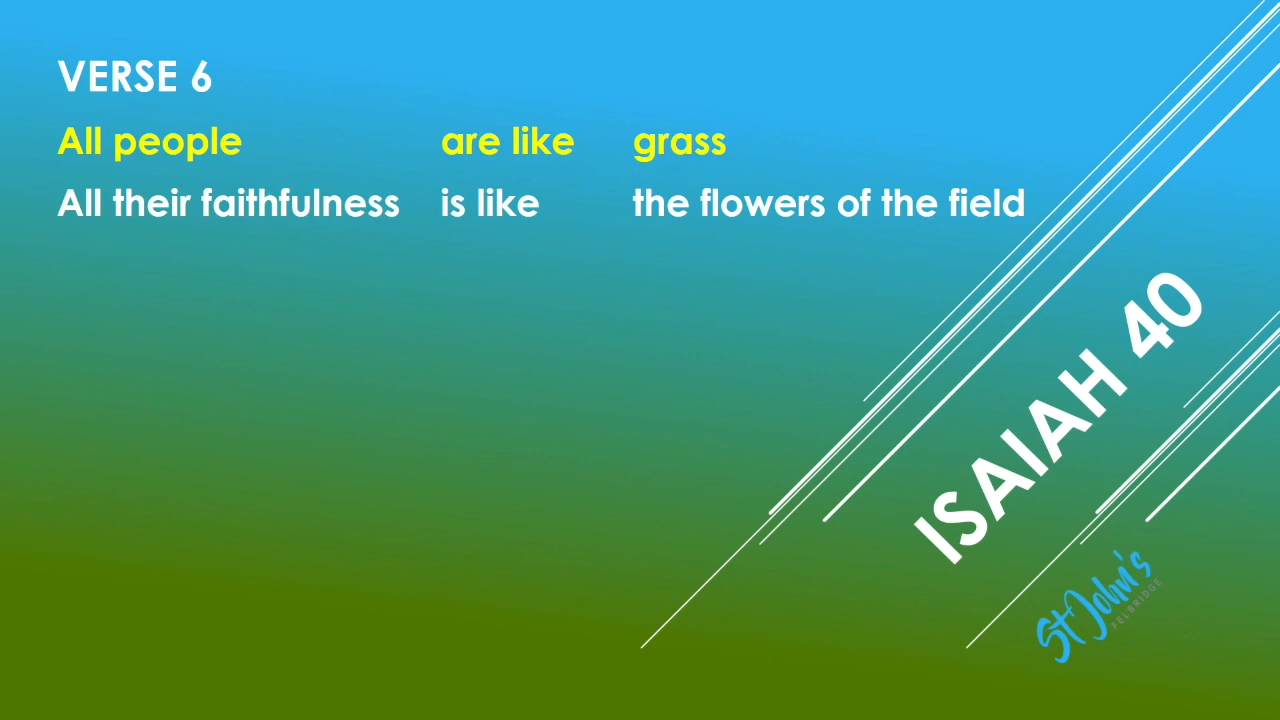 VERSE 6
All people are like grass
All their faithfulness is like the flowers of the field
ISAIAH 40
St John's
FELBRIDGE